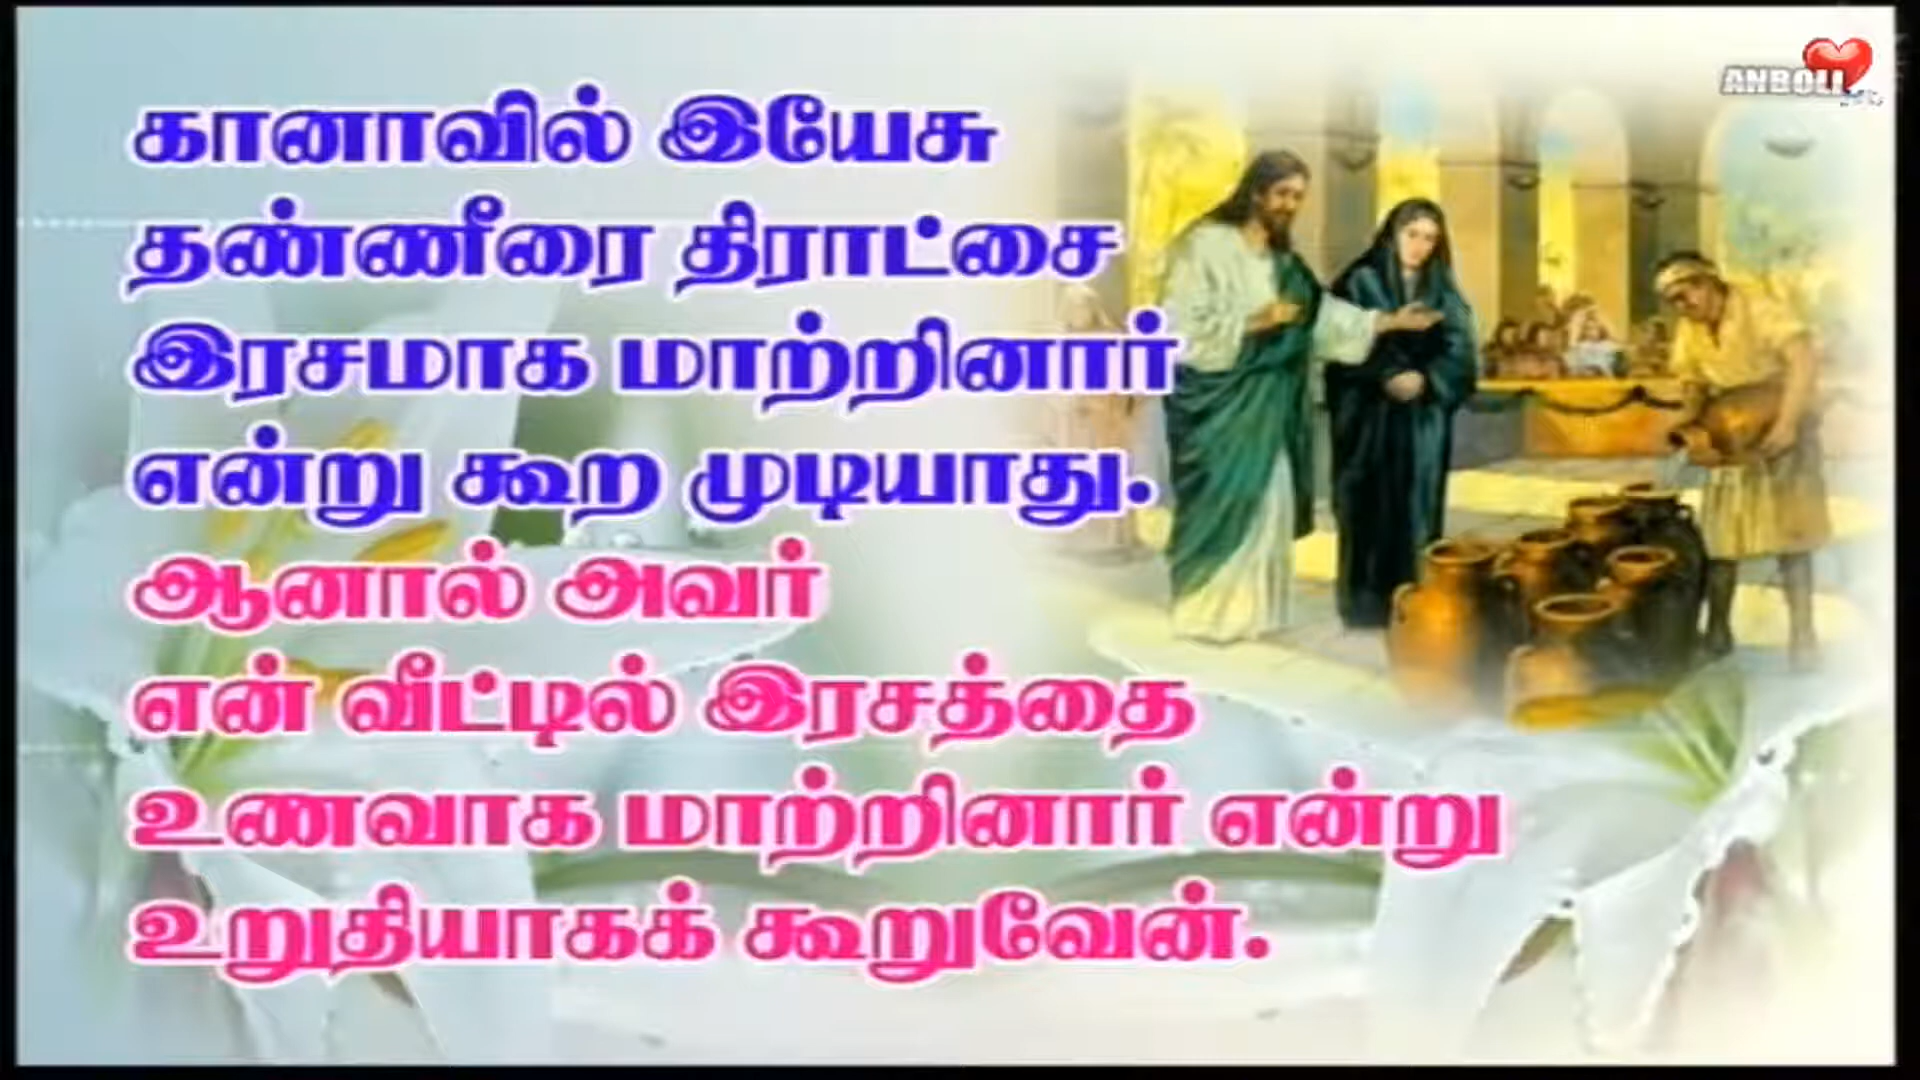 ANBOLI
கானாவில் இயேசு
தண்ணீரை திராட்சை
இரசமாக மாற்றினார்
என்று கூற முடியாது.
ஆனால் அவர்
என் வீட்டில் இரசத்தை
உணவாக மாற்றினார் என்று
உறுதியாகக் கூறுவேன்.